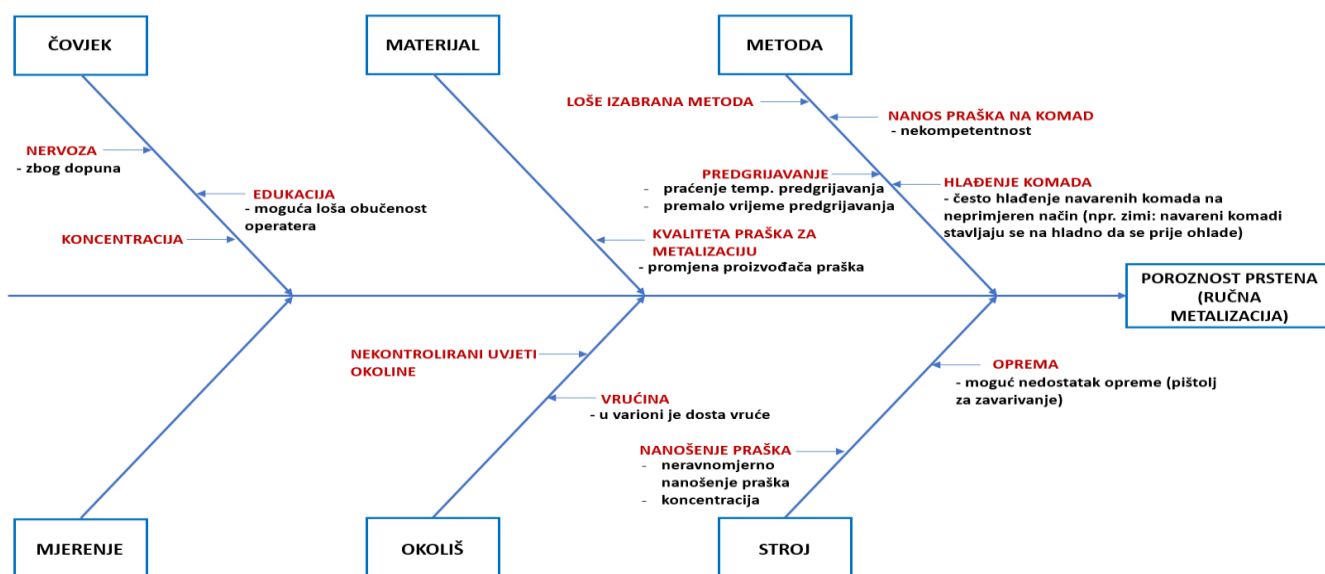 ČOVJEK
MATERIJAL
METODA
NERVOZA
- zbog dopuna
EDUKACIJA
- moguća loša obučenost
operatera
KONCENTRACIJA
KVALITETA PRAŠKA ZA
METALIZACIJU
- promjena proizvođača praška
LOŠE IZABRANA METODA
NANOS PRAŠKA NA KOMAD
- nekompetentnost
PREDGRIJAVANJE
- praćenje temp. predgrijavanja
- premalo vrijeme predgrijavanja
HLAĐENJE KOMADA
- često hlađenje navarenih komada na
neprimjeren način (npr. zimi: navareni komadi
stavljaju se na hladno da se prije ohlade)
POROZNOST PRSTENA
(RUČNA
METALIZACIJA)
NEKONTROLIRANI UVJETI
OKOLINE
VRUĆINA
- u varioni je dosta vruće
OPREMA
- moguć nedostatak opreme (pištolj
za zavarivanje)
NANOŠENJE PRAŠKA
- neravnomjerno
nanošenje praška
- koncentracija
MJERENJE
OKOLIŠ
STROJ